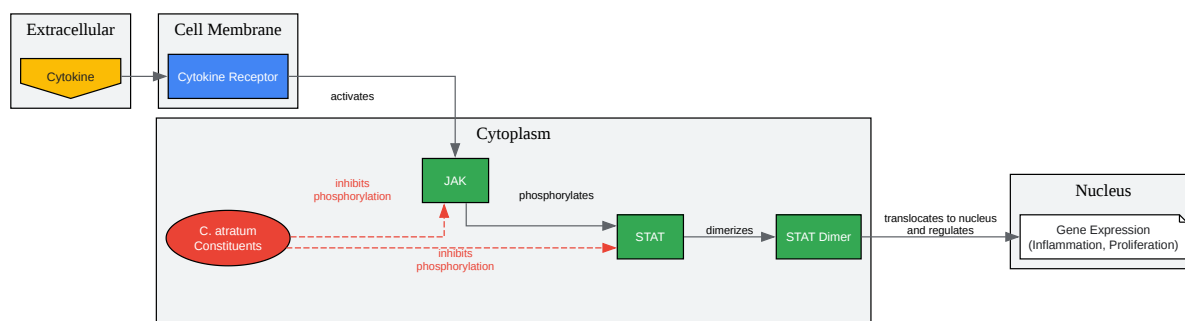 Extracellular
Cytokine
Cell Membrane
Cytokine Receptor
activates
Cytoplasm
JAK
inhibits
phosphorylation
phosphorylates
C. atratum
Constituents
inhibits
phosphorylation
STAT
dimerizes
STAT Dimer
translocates to nucleus
and regulates
Nucleus
Gene Expression
(Inflammation, Proliferation)